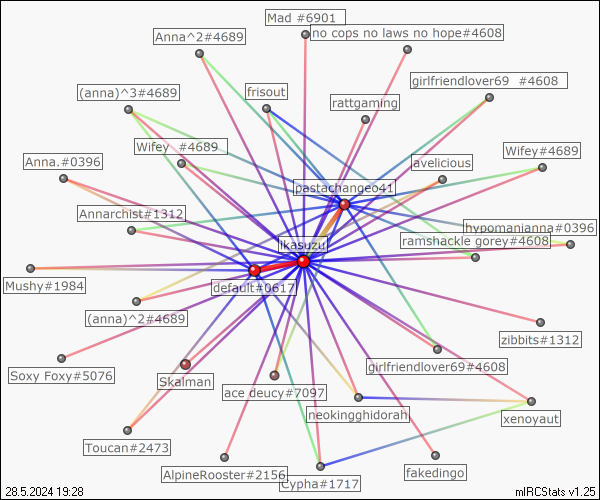 Mad #6901
no cops no laws no hope#4608
Anna^2#4689
girlfriendlover69 #4608
(anna)^3#4689
frisout
rattgaming
Wifey #4689
Wifey#4689
Anna.#0396
avelicious
pastachangeo41
Annarchist#1312
hypomanianna#0396
ramshackle gorey#4608
ikasuzu
Mushy#1984
default#0617
(anna)^2#4689
zibbits#1312
girlfriendlover69#4608
Soxy Foxy#5076
Skalman
ace deucy#7097
neokingghidorah
xenoyaut
Toucan#2473
AlpineRooster#2156
fakedingo
Cypha#1717
28.5.2024 19:28
mIRCStats v1.25